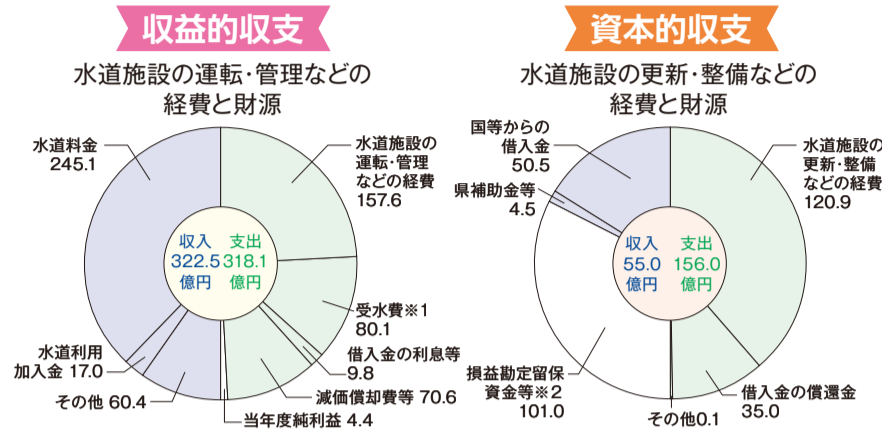 収益的収支
水道施設の運転・管理などの
経費と財源
水道料金
245.1
水道施設の
運転・管理
などの経費
157.6
収入
322.5
億円
支出
318.1
億円
受水費※1
80.1
借入金の利息等
9.8
減価償却費等 70.6
当年度純利益 4.4
その他 60.4
水道利用
加入金 17.0
資本的収支
水道施設の更新・整備などの
経費と財源
国等からの
借入金
50.5
県補助金等
4.5
水道施設の
更新・整備
などの経費
120.9
収入
55.0
億円
支出
156.0
億円
損益勘定留保
資金等※2
101.0
その他0.1
借入金の償還金
35.0